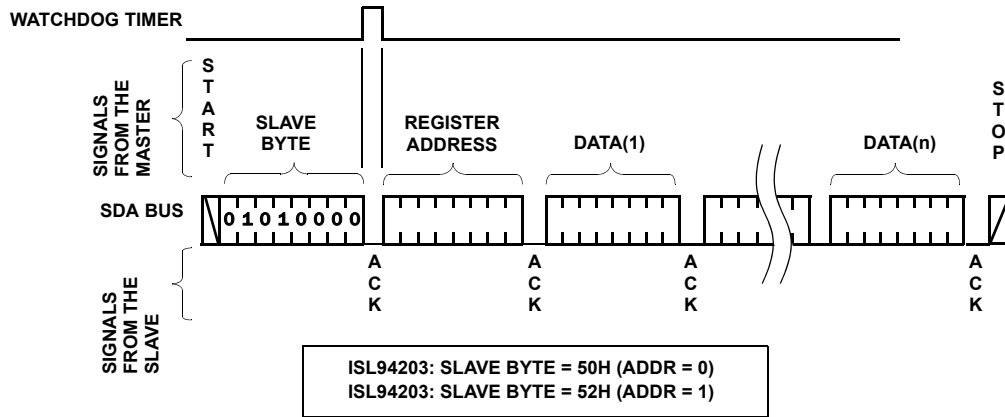 WATCHDOG TIMER
SIGNALS
FROM THE
MASTER
START
SLAVE
BYTE
REGISTER
ADDRESS
DATA(1)
DATA(n)
STOP
SDA BUS
01010000
SIGNALS
FROM THE
SLAVE
ACK
ACK
ACK
ACK
ISL94203: SLAVE BYTE = 50H (ADDR = 0)
ISL94203: SLAVE BYTE = 52H (ADDR = 1)